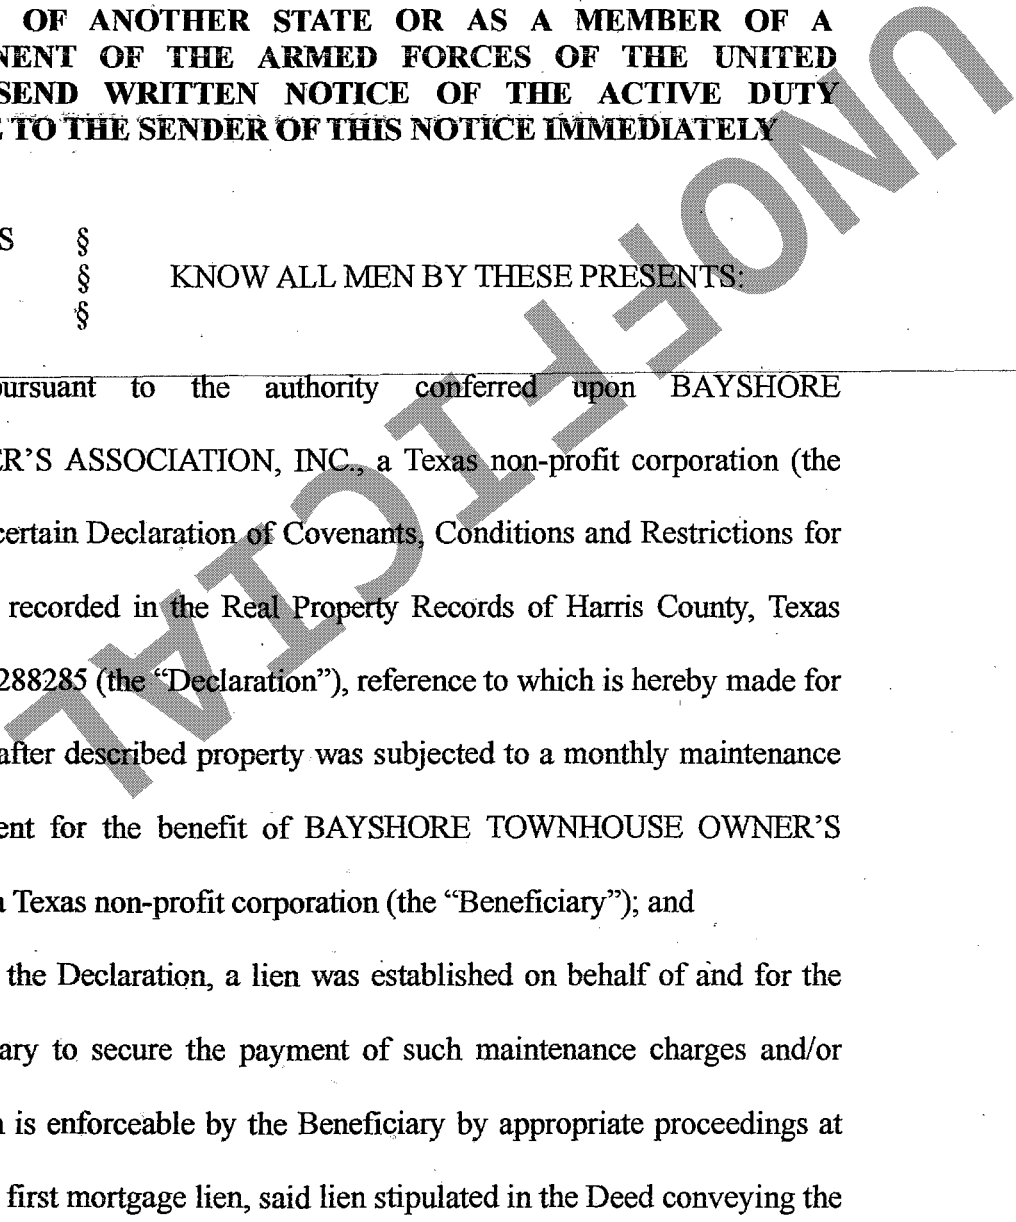 OF ANOTHER STATE OR AS A MEMBER OF A
NENT OF THE ARMED FORCES OF THE UNITED
SEND WRITTEN NOTICE OF THE ACTIVE DUTY
E TO THE SENDER OF THIS NOTICE IMMEDIATELY
S §
§ KNOW ALL MEN BY THESE PRESENTS:
§
pursuant to the authority conferred upon BAYSHORE
ER'S ASSOCIATION, INC., a Texas non-profit corporation (the
certain Declaration of Covenants, Conditions and Restrictions for
recorded in the Real Property Records of Harris County, Texas
288285 (the “Declaration”), reference to which is hereby made for
after described property was subjected to a monthly maintenance
ent for the benefit of BAYSHORE TOWNHOUSE OWNER'S
a Texas non-profit corporation (the “Beneficiary”); and
the Declaration, a lien was established on behalf of and for the
ary to secure the payment of such maintenance charges and/or
n is enforceable by the Beneficiary by appropriate proceedings at
first mortgage lien, said lien stipulated in the Deed conveying the
UNOFFICIAL